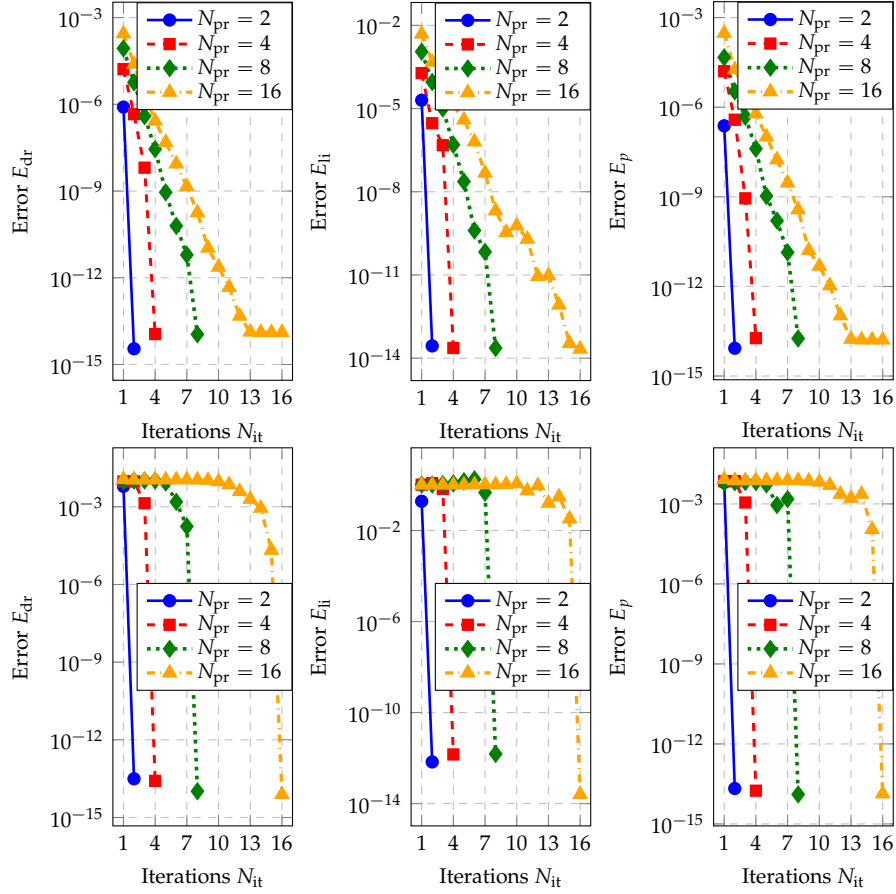 10⁻³
10⁻⁶
10⁻⁹
10⁻¹²
10⁻¹⁵
Error E_dr
1 4 7 10 13 16
Iterations N_it
N_pr = 2
N_pr = 4
N_pr = 8
N_pr = 16
10⁻²
10⁻⁵
10⁻⁸
10⁻¹¹
10⁻¹⁴
Error E_li
1 4 7 10 13 16
Iterations N_it
N_pr = 2
N_pr = 4
N_pr = 8
N_pr = 16
10⁻³
10⁻⁶
10⁻⁹
10⁻¹²
10⁻¹⁵
Error E_p
1 4 7 10 13 16
Iterations N_it
N_pr = 2
N_pr = 4
N_pr = 8
N_pr = 16
10⁻³
10⁻⁶
10⁻⁹
10⁻¹²
10⁻¹⁵
Error E_dr
1 4 7 10 13 16
Iterations N_it
N_pr = 2
N_pr = 4
N_pr = 8
N_pr = 16
10⁻²
10⁻⁶
10⁻¹⁰
10⁻¹⁴
Error E_li
1 4 7 10 13 16
Iterations N_it
N_pr = 2
N_pr = 4
N_pr = 8
N_pr = 16
10⁻³
10⁻⁶
10⁻⁹
10⁻¹²
10⁻¹⁵
Error E_p
1 4 7 10 13 16
Iterations N_it
N_pr = 2
N_pr = 4
N_pr = 8
N_pr = 16